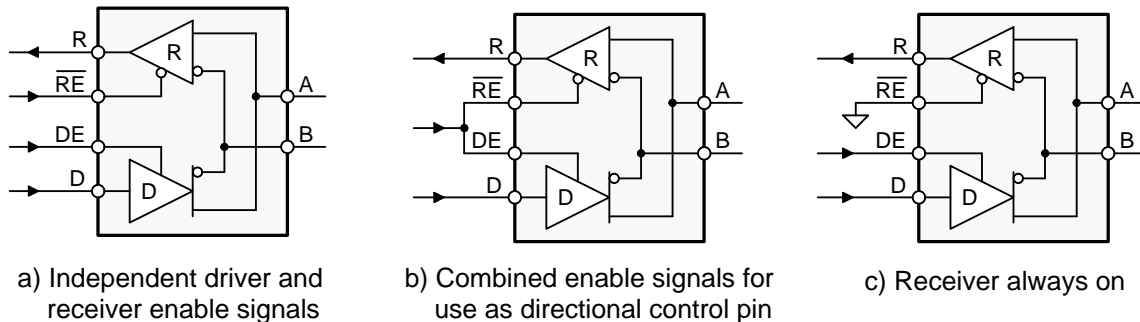 R
R
RE
A
DE
B
D
D
R
R
RE
A
DE
B
D
D
R
R
RE
A
DE
B
D
D
a) Independent driver and
receiver enable signals
b) Combined enable signals for
use as directional control pin
c) Receiver always on